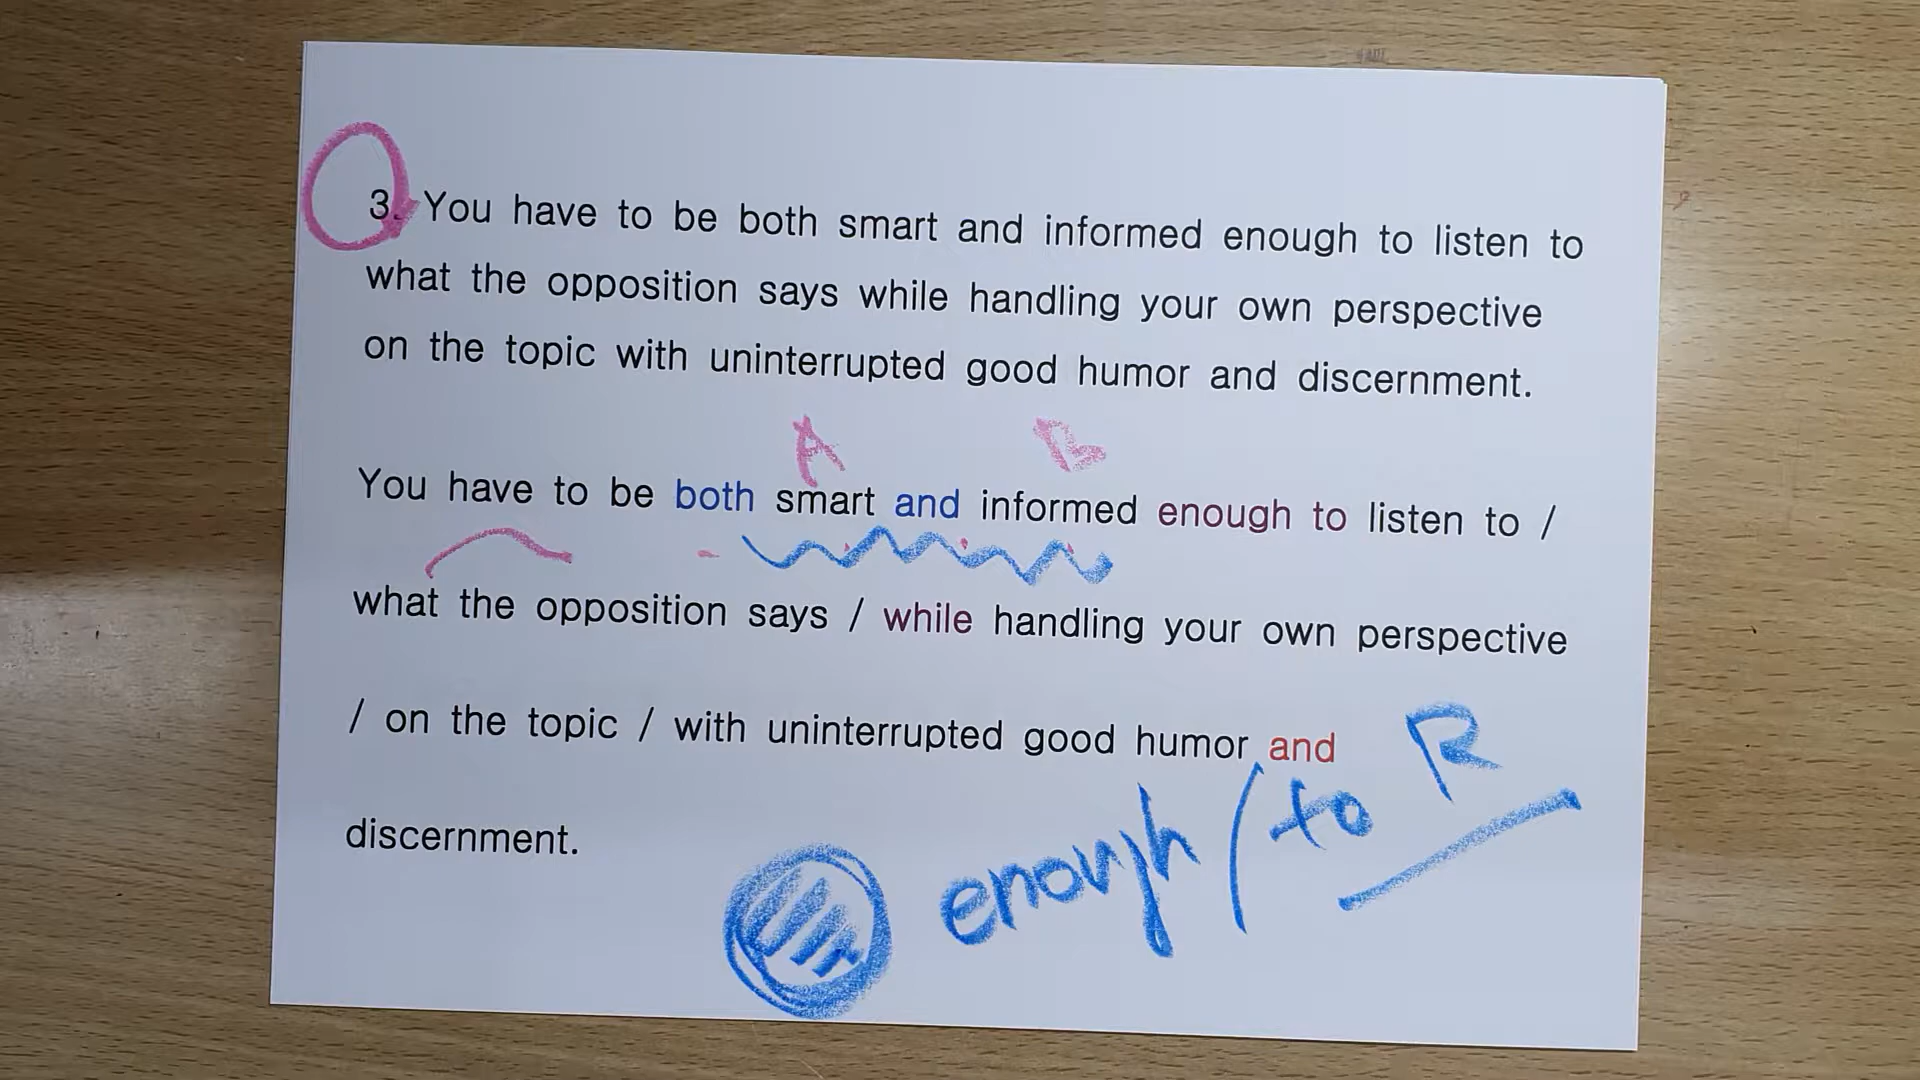 3. You have to be both smart and informed enough to listen to
what the opposition says while handling your own perspective
on the topic with uninterrupted good humor and discernment.
A B
You have to be both smart and informed enough to listen to /
what the opposition says / while handling your own perspective
/ on the topic / with uninterrupted good humor and
discernment.
enough / to R